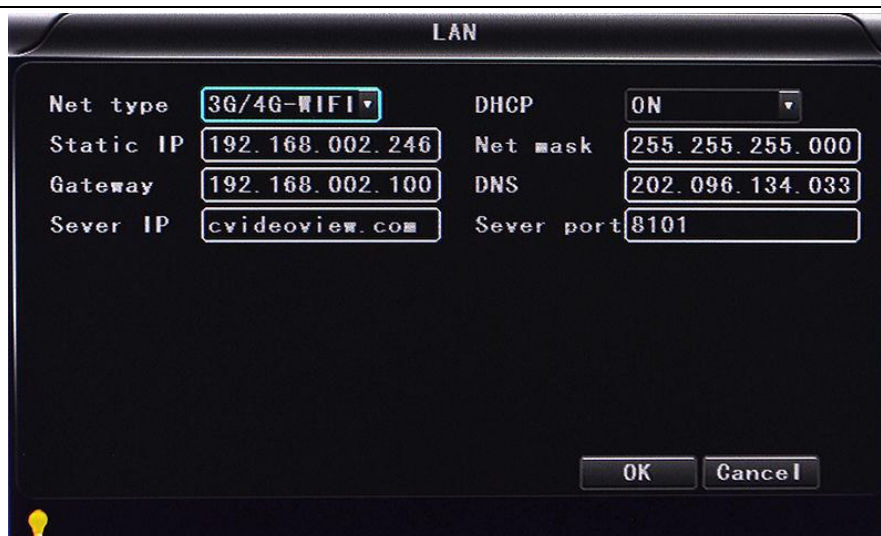 LAN
Net type 3G/4G-WIFI DHCP ON
Static IP 192.168.002.246 Net mask 255.255.255.000
Gateway 192.168.002.100 DNS 202.096.134.033
Sever IP cvideoview.com Sever port 8101
OK Cancel